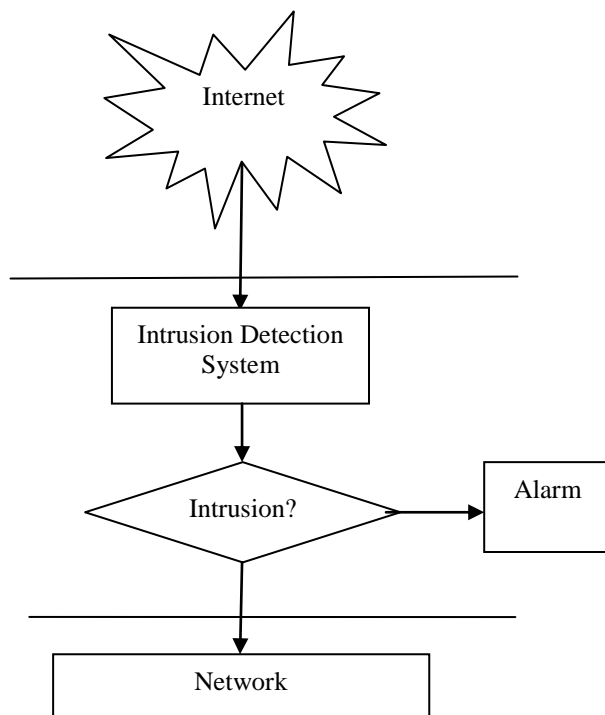 Internet
Intrusion Detection
System
Intrusion?
Alarm
Network